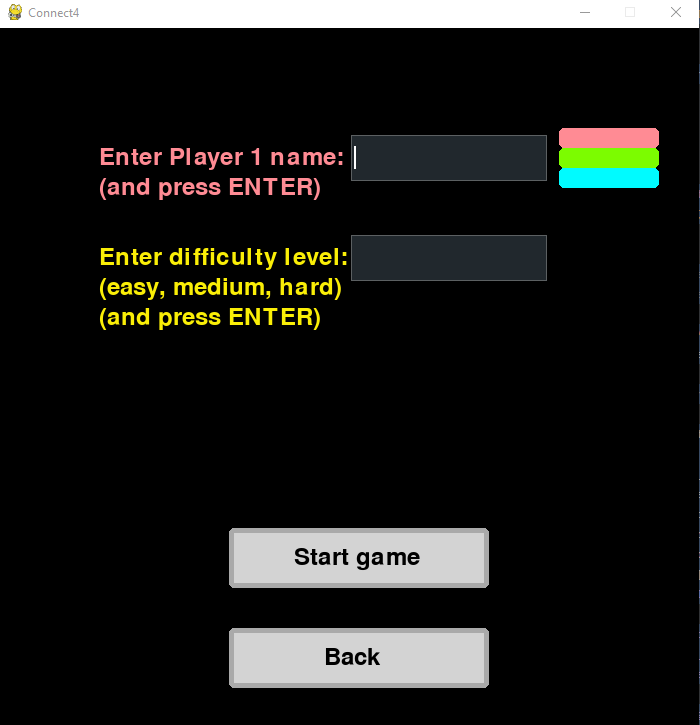 Connect4
Enter Player 1 name:
(and press ENTER)
Enter difficulty level:
(easy, medium, hard)
(and press ENTER)
Start game
Back